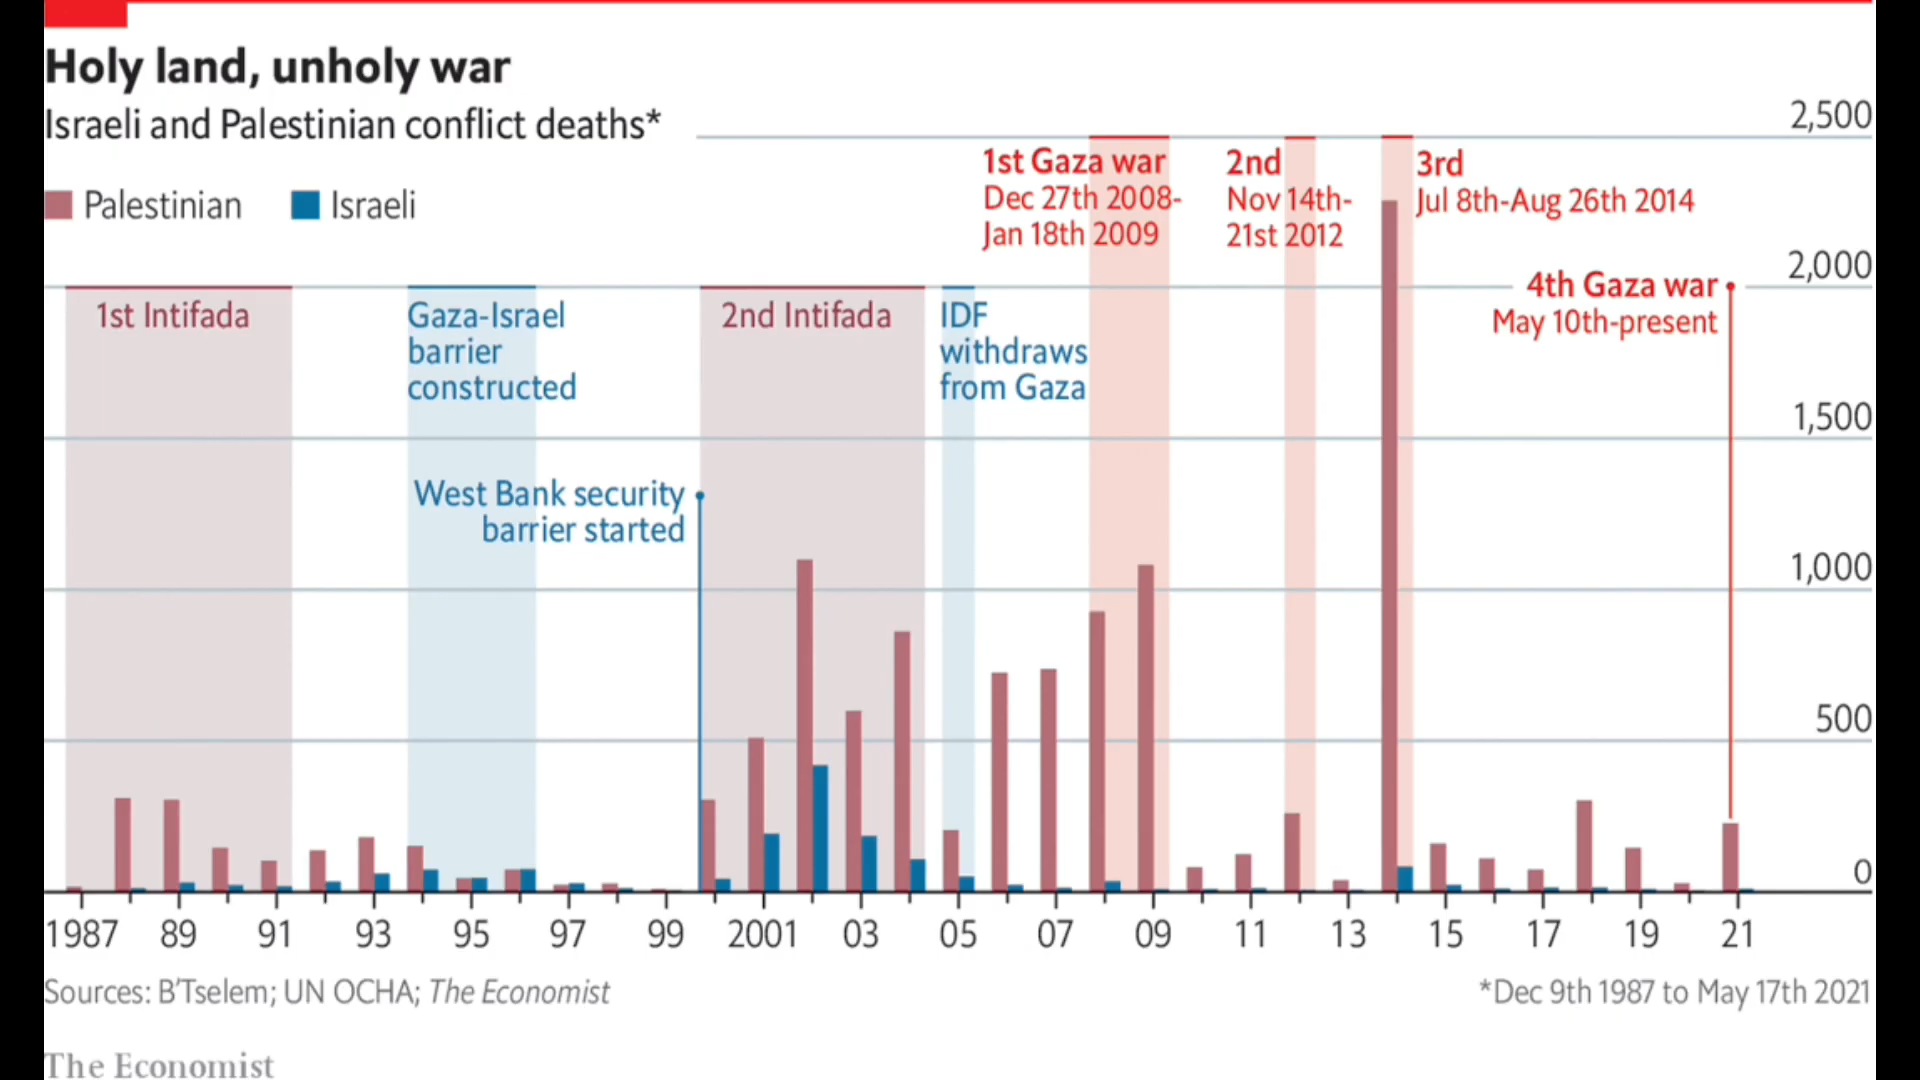 Holy land, unholy war
Israeli and Palestinian conflict deaths*
Palestinian
Israeli
2,500
1st Gaza war
Dec 27th 2008-
Jan 18th 2009
2nd
Nov 14th-
21st 2012
3rd
Jul 8th-Aug 26th 2014
2,000
4th Gaza war
May 10th-present
1st Intifada
Gaza-Israel
barrier
constructed
2nd Intifada
IDF
withdraws
from Gaza
1,500
West Bank security
barrier started
1,000
500
0
1987 89 91 93 95 97 99 2001 03 05 07 09 11 13 15 17 19 21
Sources: B'Tselem; UN OCHA; The Economist
*Dec 9th 1987 to May 17th 2021
The Economist